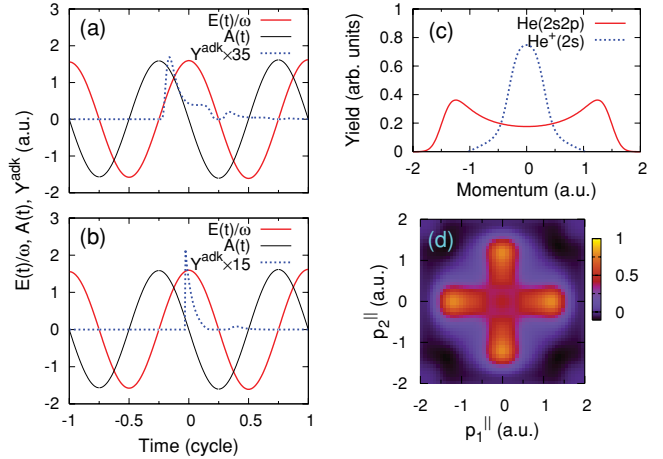 (a)
E(t)/ω
A(t)
Y^adk×35
3
2
1
0
-1
-2
(b)
E(t)/ω
A(t)
Y^adk×15
3
2
1
0
-1
-2
-1 -0.5 0 0.5 1
Time (cycle)
E(t)/ω, A(t), Y^adk (a.u.)
(c)
He(2s2p)
He⁺(2s)
1
0.8
0.6
0.4
0.2
0
-2 -1 0 1 2
Yield (arb. units)
Momentum (a.u.)
(d)
2
1
0
-1
-2
-2 -1 0 1 2
p₂^|| (a.u.)
p₁^|| (a.u.)
1
0.5
0